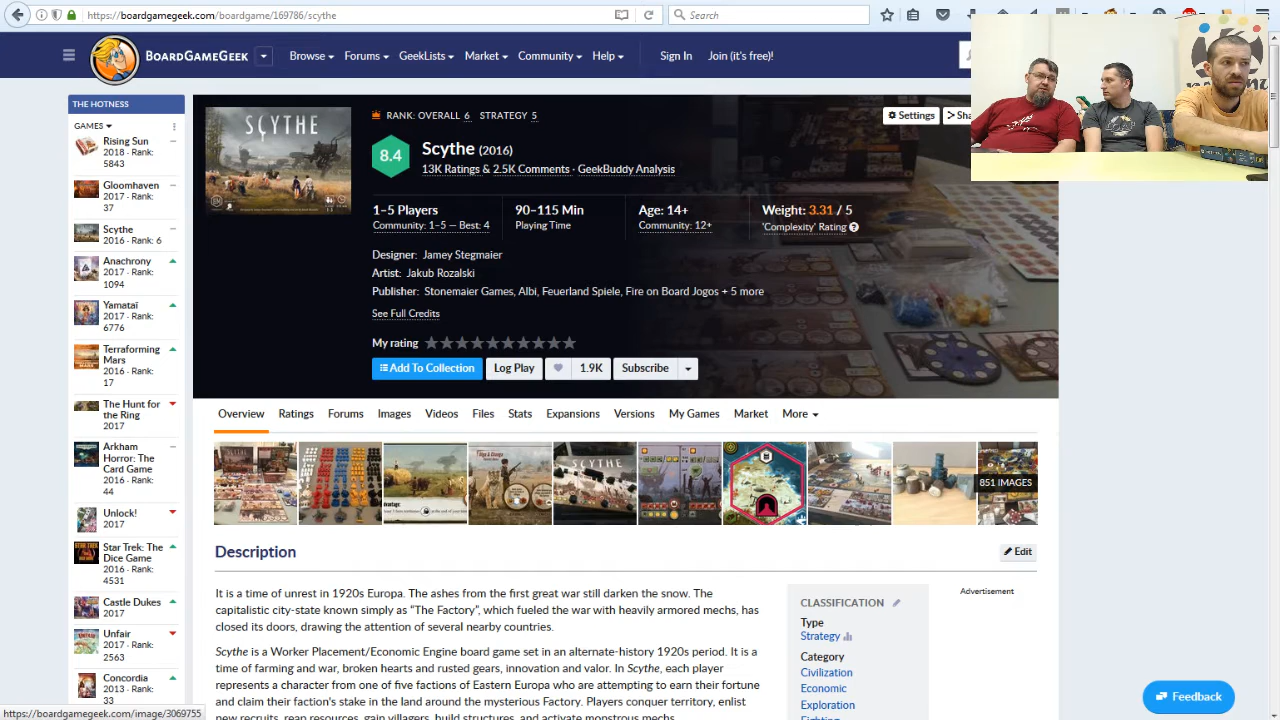 https://boardgamegeek.com/boardgame/169786/scythe
Search
BOARDGAMEGEEK
Browse
Forums
GeekLists
Market
Community
Help
Sign In
Join (it's free!)
THE HOTNESS
GAMES
Rising Sun
2018 - Rank:
5843
Gloomhaven
2017 - Rank:
37
Scythe
2016 - Rank: 6
Anachrony
2017 - Rank:
1094
Yamataï
2017 - Rank:
6776
Terraforming
Mars
2016 - Rank:
17
The Hunt for
the Ring
2017
Arkham
Horror: The
Card Game
2016 - Rank:
44
Unlock!
2017
Star Trek: The
Dice Game
2016 - Rank:
4531
Castle Dukes
2017
Unfair
2017 - Rank:
2563
Concordia
2013 - Rank:
33
SCYTHE
RANK: OVERALL 6 STRATEGY 5
8.4
Scythe (2016)
13K Ratings & 2.5K Comments · GeekBuddy Analysis
Settings
Sha
1–5 Players
Community: 1–5 — Best: 4
90–115 Min
Playing Time
Age: 14+
Community: 12+
Weight: 3.31 / 5
'Complexity' Rating
Designer: Jamey Stegmaier
Artist: Jakub Rozalski
Publisher: Stonemaier Games, Albi, Feuerland Spiele, Fire on Board Jogos + 5 more
See Full Credits
My rating
Add To Collection
Log Play
1.9K
Subscribe
Overview
Ratings
Forums
Images
Videos
Files
Stats
Expansions
Versions
My Games
Market
More
SCYTHE
851 IMAGES
Description
Edit
It is a time of unrest in 1920s Europa. The ashes from the first great war still darken the snow. The
capitalistic city-state known simply as “The Factory”, which fueled the war with heavily armored mechs, has
closed its doors, drawing the attention of several nearby countries.
Scythe is a Worker Placement/Economic Engine board game set in an alternate-history 1920s period. It is a
time of farming and war, broken hearts and rusted gears, innovation and valor. In Scythe, each player
represents a character from one of five factions of Eastern Europa who are attempting to earn their fortune
and claim their faction's stake in the land around the mysterious Factory. Players conquer territory, enlist
new recruits, reap resources, gain villagers, build structures, and activate monstrous mechs.
CLASSIFICATION
Type
Strategy
Category
Civilization
Economic
Exploration
Fighting
Advertisement
Feedback
https://boardgamegeek.com/image/3069755